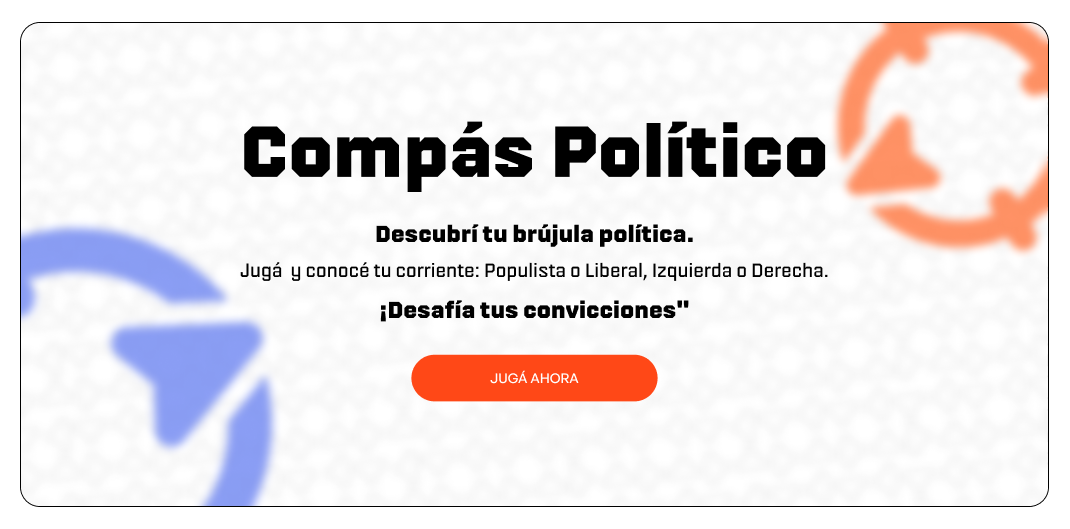 Compás Político
Descubrí tu brújula política.
Jugá  y conocé tu corriente: Populista o Liberal, Izquierda o Derecha.
¡Desafía tus convicciones"
JUGÁ AHORA